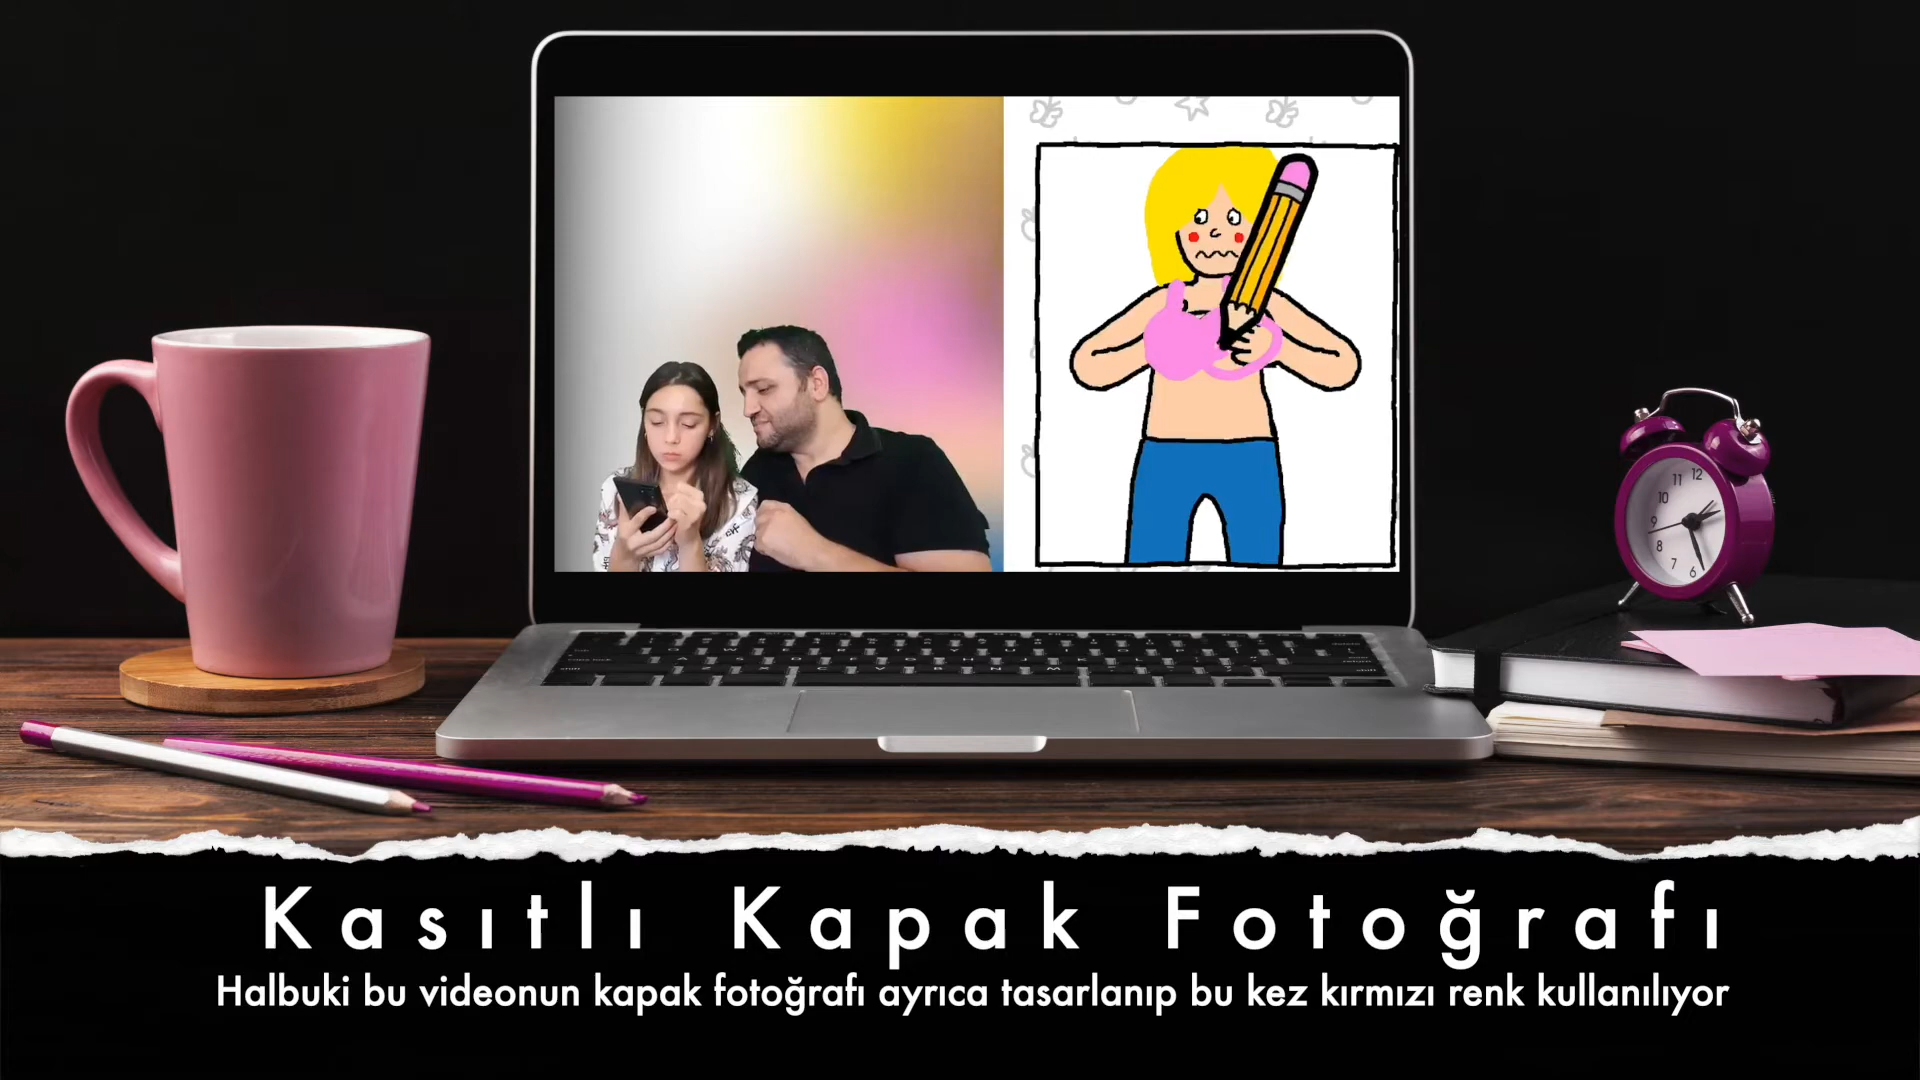 Kasıtlı Kapak Fotoğrafı
Halbuki bu videonun kapak fotoğrafı ayrıca tasarlanıp bu kez kırmızı renk kullanılıyor